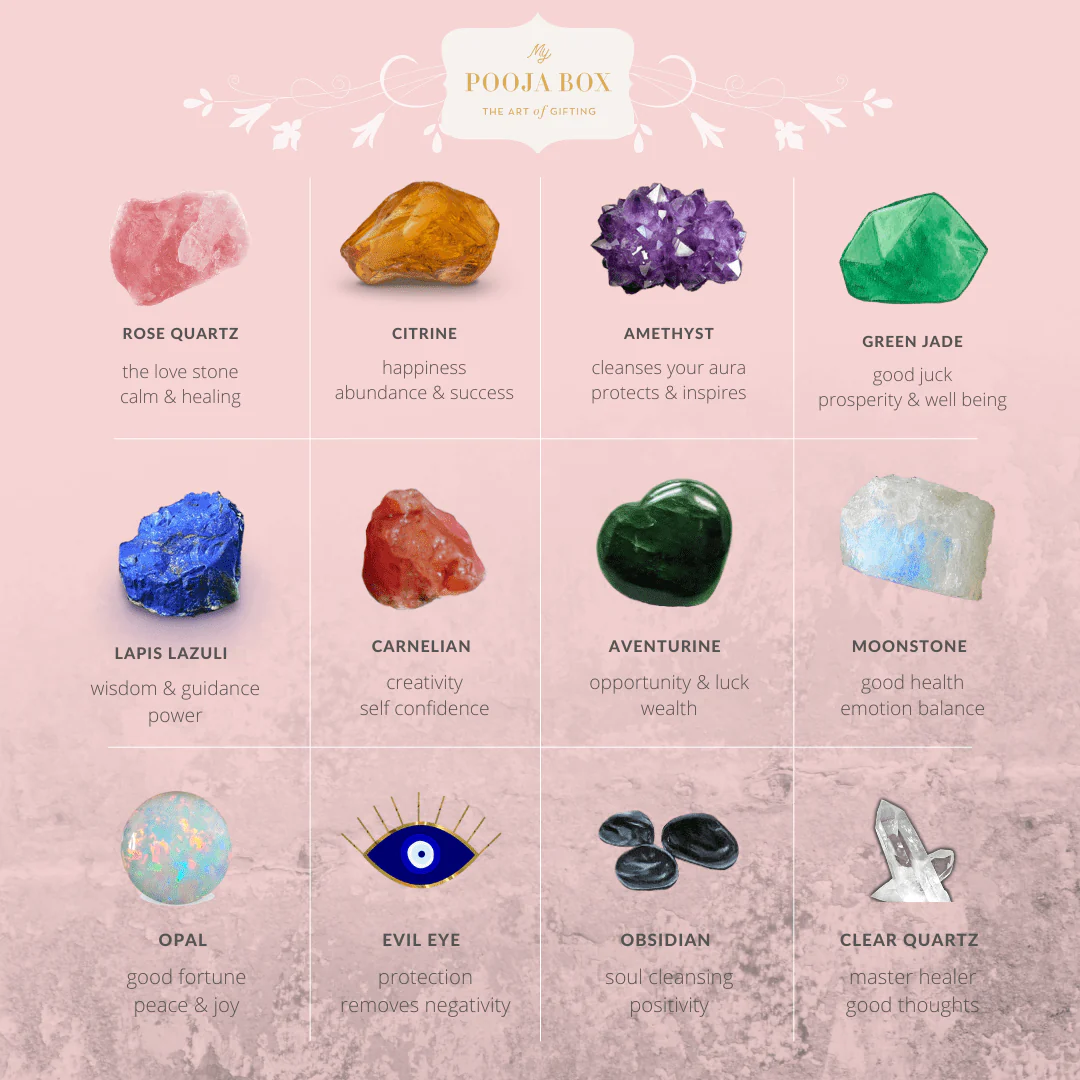 My
POOJA BOX
THE ART of GIFTING
ROSE QUARTZ
the love stone
calm & healing
CITRINE
happiness
abundance & success
AMETHYST
cleanses your aura
protects & inspires
GREEN JADE
good juck
prosperity & well being
LAPIS LAZULI
wisdom & guidance
power
CARNELIAN
creativity
self confidence
AVENTURINE
opportunity & luck
wealth
MOONSTONE
good health
emotion balance
OPAL
good fortune
peace & joy
EVIL EYE
protection
removes negativity
OBSIDIAN
soul cleansing
positivity
CLEAR QUARTZ
master healer
good thoughts